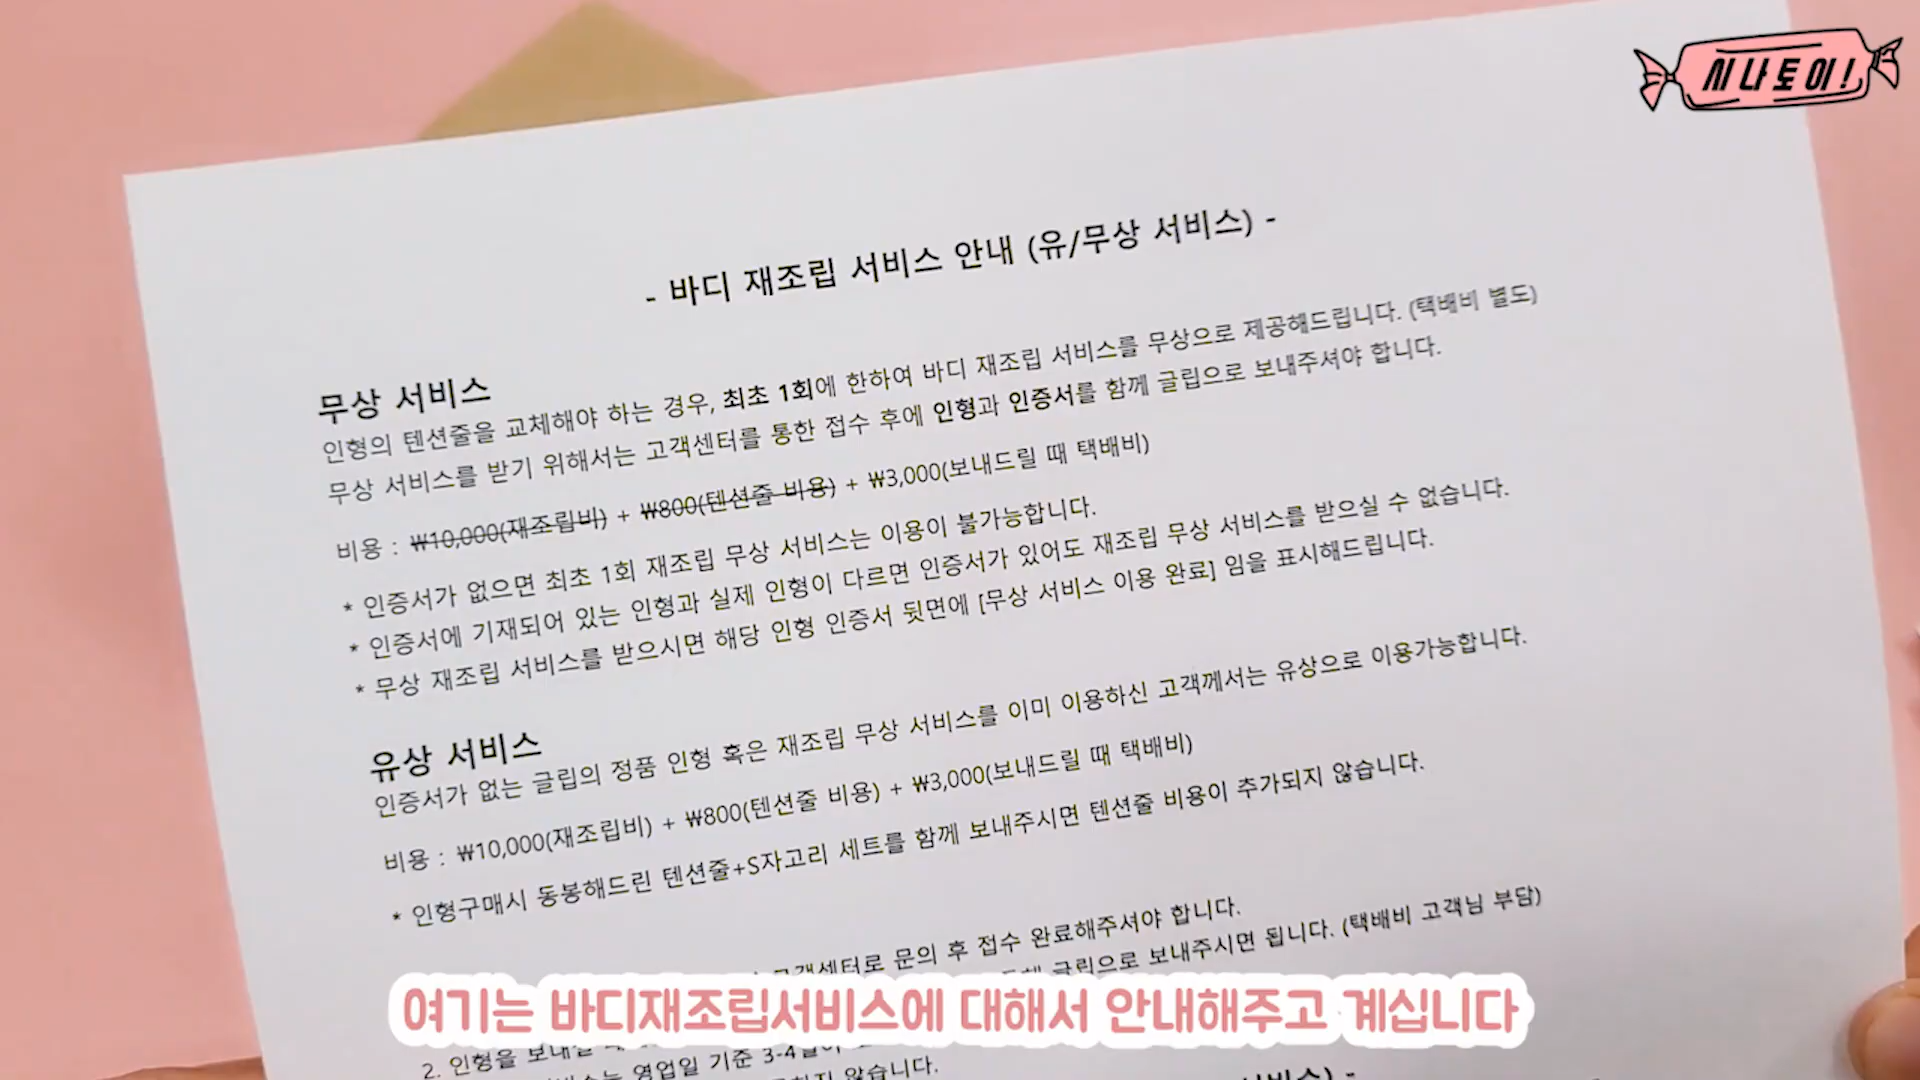 시나토이!
- 바디 재조립 서비스 안내 (유/무상 서비스) -
무상 서비스
인형의 텐션줄을 교체해야 하는 경우, 최초 1회에 한하여 바디 재조립 서비스를 무상으로 제공해드립니다. (택배비 별도)
무상 서비스를 받기 위해서는 고객센터를 통한 접수 후에 인형과 인증서를 함께 글립으로 보내주셔야 합니다.
비용 : ₩10,000(재조립비) + ₩800(텐션줄 비용) + ₩3,000(보내드릴 때 택배비)
* 인증서가 없으면 최초 1회 재조립 무상 서비스는 이용이 불가능합니다.
* 인증서에 기재되어 있는 인형과 실제 인형이 다르면 인증서가 있어도 재조립 무상 서비스를 받으실 수 없습니다.
* 무상 재조립 서비스를 받으시면 해당 인형 인증서 뒷면에 [무상 서비스 이용 완료] 임을 표시해드립니다.
유상 서비스
인증서가 없는 글립의 정품 인형 혹은 재조립 무상 서비스를 이미 이용하신 고객께서는 유상으로 이용가능합니다.
비용 : ₩10,000(재조립비) + ₩800(텐션줄 비용) + ₩3,000(보내드릴 때 택배비)
* 인형구매시 동봉해드린 텐션줄+S자고리 세트를 함께 보내주시면 텐션줄 비용이 추가되지 않습니다.
고객센터로 문의 후 접수 완료해주셔야 합니다.
글립으로 보내주시면 됩니다. (택배비 고객님 부담)
여기는 바디재조립서비스에 대해서 안내해주고 계십니다
2. 인형을 보내실
영업일 기준 3-4일이
않습니다.